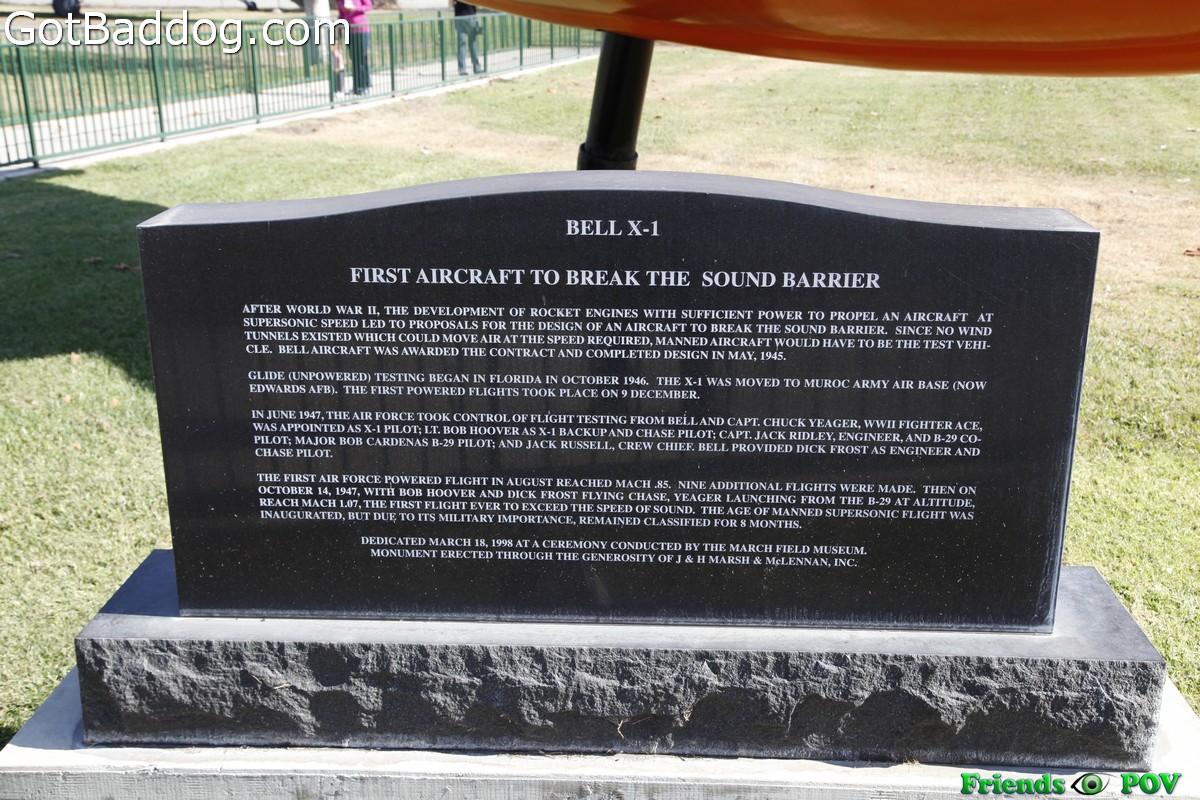 GotBaddog.com
BELL X-1
FIRST AIRCRAFT TO BREAK THE SOUND BARRIER
AFTER WORLD WAR II, THE DEVELOPMENT OF ROCKET ENGINES WITH SUFFICIENT POWER TO PROPEL AN AIRCRAFT AT
SUPERSONIC SPEED LED TO PROPOSALS FOR THE DESIGN OF AN AIRCRAFT TO BREAK THE SOUND BARRIER. SINCE NO WIND
TUNNELS EXISTED WHICH COULD MOVE AIR AT THE SPEED REQUIRED, MANNED AIRCRAFT WOULD HAVE TO BE THE TEST VEHI-
CLE. BELL AIRCRAFT WAS AWARDED THE CONTRACT AND COMPLETED DESIGN IN MAY, 1945.
GLIDE (UNPOWERED) TESTING BEGAN IN FLORIDA IN OCTOBER 1946. THE X-1 WAS MOVED TO MUROC ARMY AIR BASE (NOW
EDWARDS AFB). THE FIRST POWERED FLIGHTS TOOK PLACE ON 9 DECEMBER.
IN JUNE 1947, THE AIR FORCE TOOK CONTROL OF FLIGHT TESTING FROM BELL AND CAPT. CHUCK YEAGER, WWII FIGHTER ACE,
WAS APPOINTED AS X-1 PILOT; LT. BOB HOOVER AS X-1 BACKUP AND CHASE PILOT; CAPT. JACK RIDLEY, ENGINEER, AND B-29 CO-
PILOT; MAJOR BOB CARDENAS B-29 PILOT; AND JACK RUSSELL, CREW CHIEF. BELL PROVIDED DICK FROST AS ENGINEER AND
CHASE PILOT.
THE FIRST AIR FORCE POWERED FLIGHT IN AUGUST REACHED MACH .85. NINE ADDITIONAL FLIGHTS WERE MADE. THEN ON
OCTOBER 14, 1947, WITH BOB HOOVER AND DICK FROST FLYING CHASE, YEAGER LAUNCHING FROM THE B-29 AT ALTITUDE,
REACH MACH 1.07, THE FIRST FLIGHT EVER TO EXCEED THE SPEED OF SOUND. THE AGE OF MANNED SUPERSONIC FLIGHT WAS
INAUGURATED, BUT DUE TO ITS MILITARY IMPORTANCE, REMAINED CLASSIFIED FOR 8 MONTHS.
DEDICATED MARCH 18, 1998 AT A CEREMONY CONDUCTED BY THE MARCH FIELD MUSEUM.
MONUMENT ERECTED THROUGH THE GENEROSITY OF J & H MARSH & McLENNAN, INC.
Friends POV